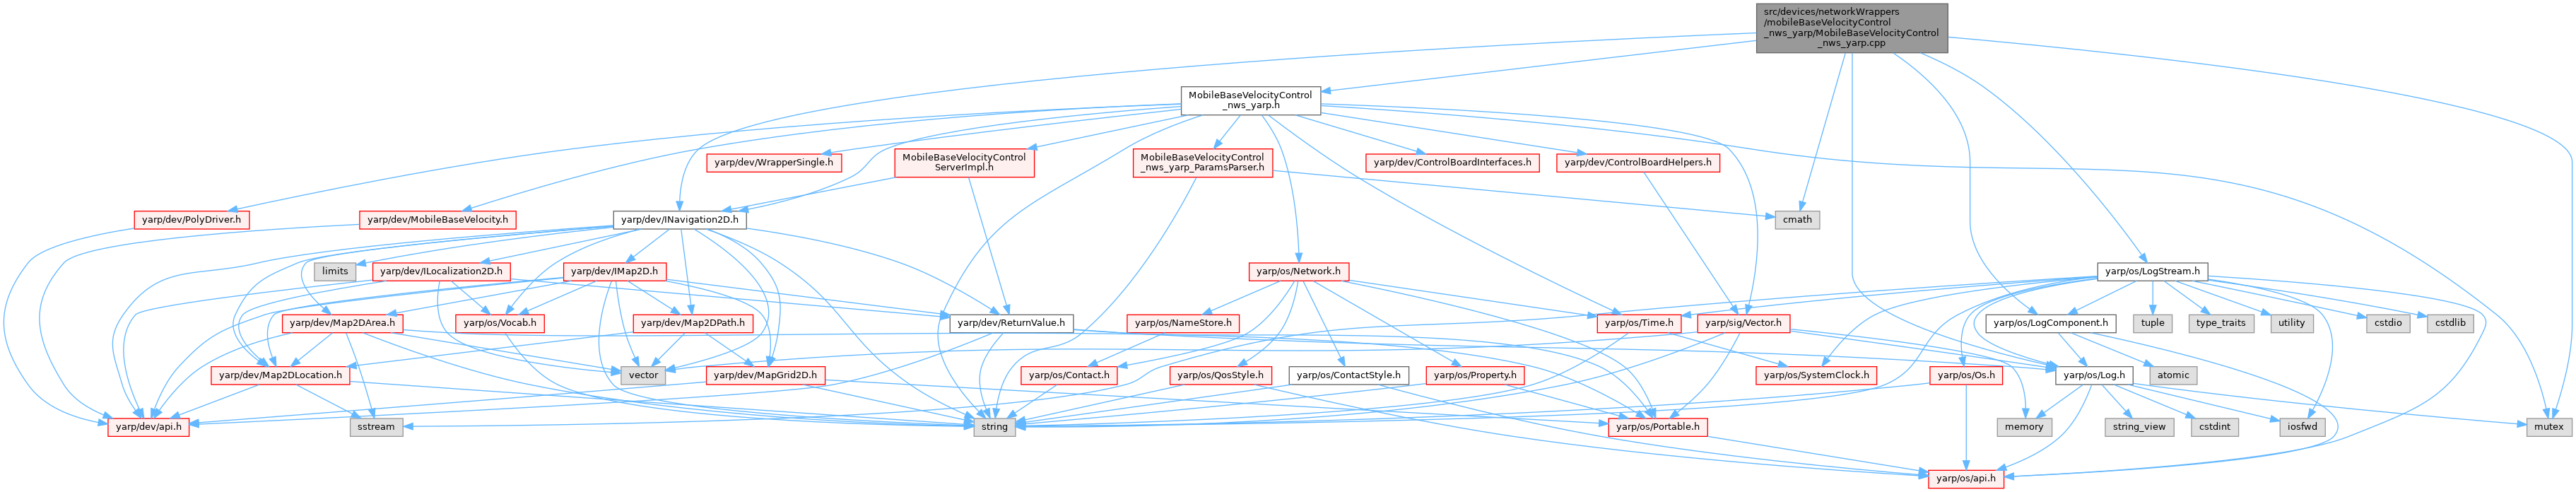 src/devices/networkWrappers
/mobileBaseVelocityControl
_nws_yarp/MobileBaseVelocityControl
_nws_yarp.cpp
MobileBaseVelocityControl
_nws_yarp.h
yarp/dev/WrapperSingle.h
MobileBaseVelocityControl
ServerImpl.h
MobileBaseVelocityControl
_nws_yarp_ParamsParser.h
yarp/dev/ControlBoardInterfaces.h
yarp/dev/ControlBoardHelpers.h
yarp/dev/PolyDriver.h
yarp/dev/MobileBaseVelocity.h
yarp/dev/INavigation2D.h
cmath
limits
yarp/dev/ILocalization2D.h
yarp/dev/IMap2D.h
yarp/os/Network.h
yarp/os/LogStream.h
yarp/dev/Map2DArea.h
yarp/os/Vocab.h
yarp/dev/Map2DPath.h
yarp/dev/ReturnValue.h
yarp/os/NameStore.h
yarp/os/Time.h
yarp/sig/Vector.h
yarp/os/LogComponent.h
tuple
type_traits
utility
cstdio
cstdlib
yarp/dev/Map2DLocation.h
vector
yarp/dev/MapGrid2D.h
yarp/os/Contact.h
yarp/os/QosStyle.h
yarp/os/ContactStyle.h
yarp/os/Property.h
yarp/os/SystemClock.h
yarp/os/Os.h
yarp/os/Log.h
atomic
yarp/dev/api.h
sstream
string
yarp/os/Portable.h
memory
string_view
cstdint
iosfwd
mutex
yarp/os/api.h